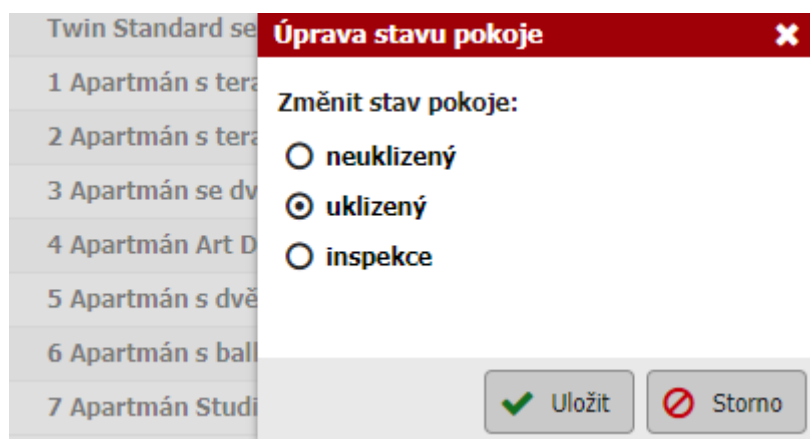 Twin Standard se
1 Apartmán s tera
2 Apartmán s tera
3 Apartmán se dv
4 Apartmán Art D
5 Apartmán s dvě
6 Apartmán s ball
7 Apartmán Studi
Úprava stavu pokoje
Změnit stav pokoje:
neuklizený
uklizený
inspekce
Uložit
Storno